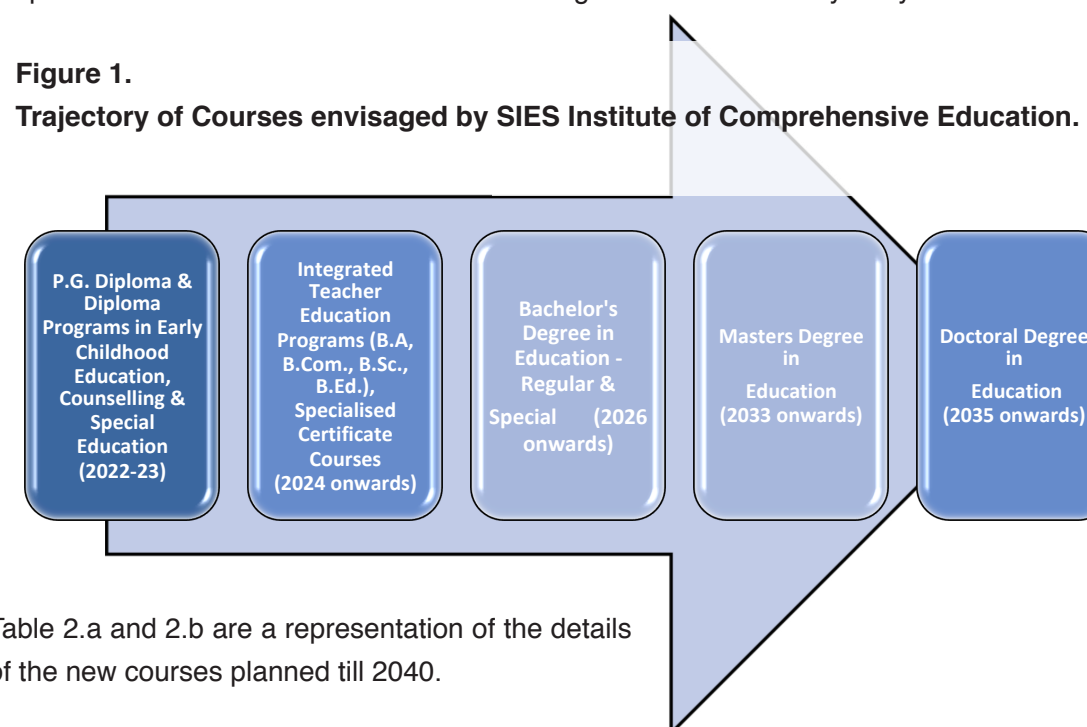 Figure 1.
Trajectory of Courses envisaged by SIES Institute of Comprehensive Education.
P.G. Diploma &
Diploma
Programs in Early
Childhood
Education,
Counselling &
Special
Education
(2022-23)
Integrated
Teacher
Education
Programs (B.A,
B.Com., B.Sc.,
B.Ed.),
Specialised
Certificate
Courses
(2024 onwards)
Bachelor's
Degree in
Education -
Regular &
Special (2026
onwards)
Masters Degree
in
Education
(2033 onwards)
Doctoral Degree
in
Education
(2035 onwards)
Table 2.a and 2.b are a representation of the details
of the new courses planned till 2040.